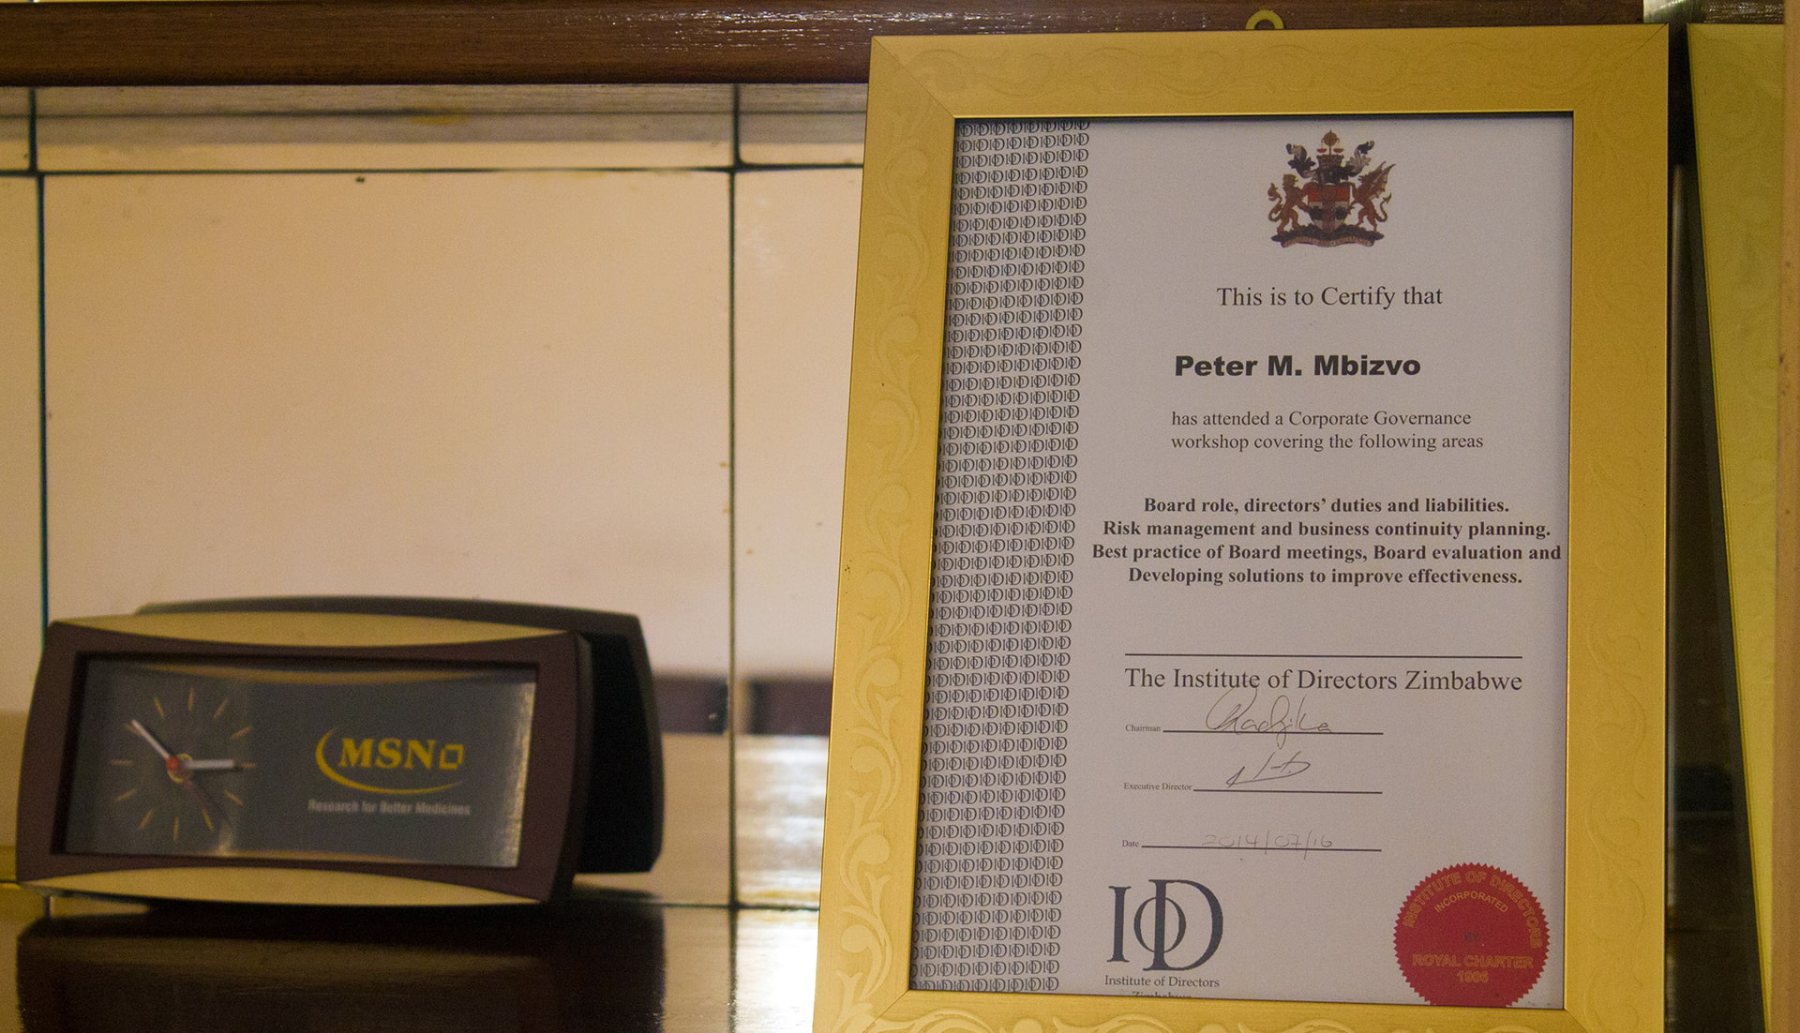 MSN
Research for Better Medicines
This is to Certify that
Peter M. Mbizvo
has attended a Corporate Governance
workshop covering the following areas
Board role, directors' duties and liabilities.
Risk management and business continuity planning.
Best practice of Board meetings, Board evaluation and
Developing solutions to improve effectiveness.
The Institute of Directors Zimbabwe
Chairman
Executive Director
Date 2014/07/16
IOD
Institute of Directors
Zimbabwe
INSTITUTE OF DIRECTORS
INCORPORATED
BY
ROYAL CHARTER
1906